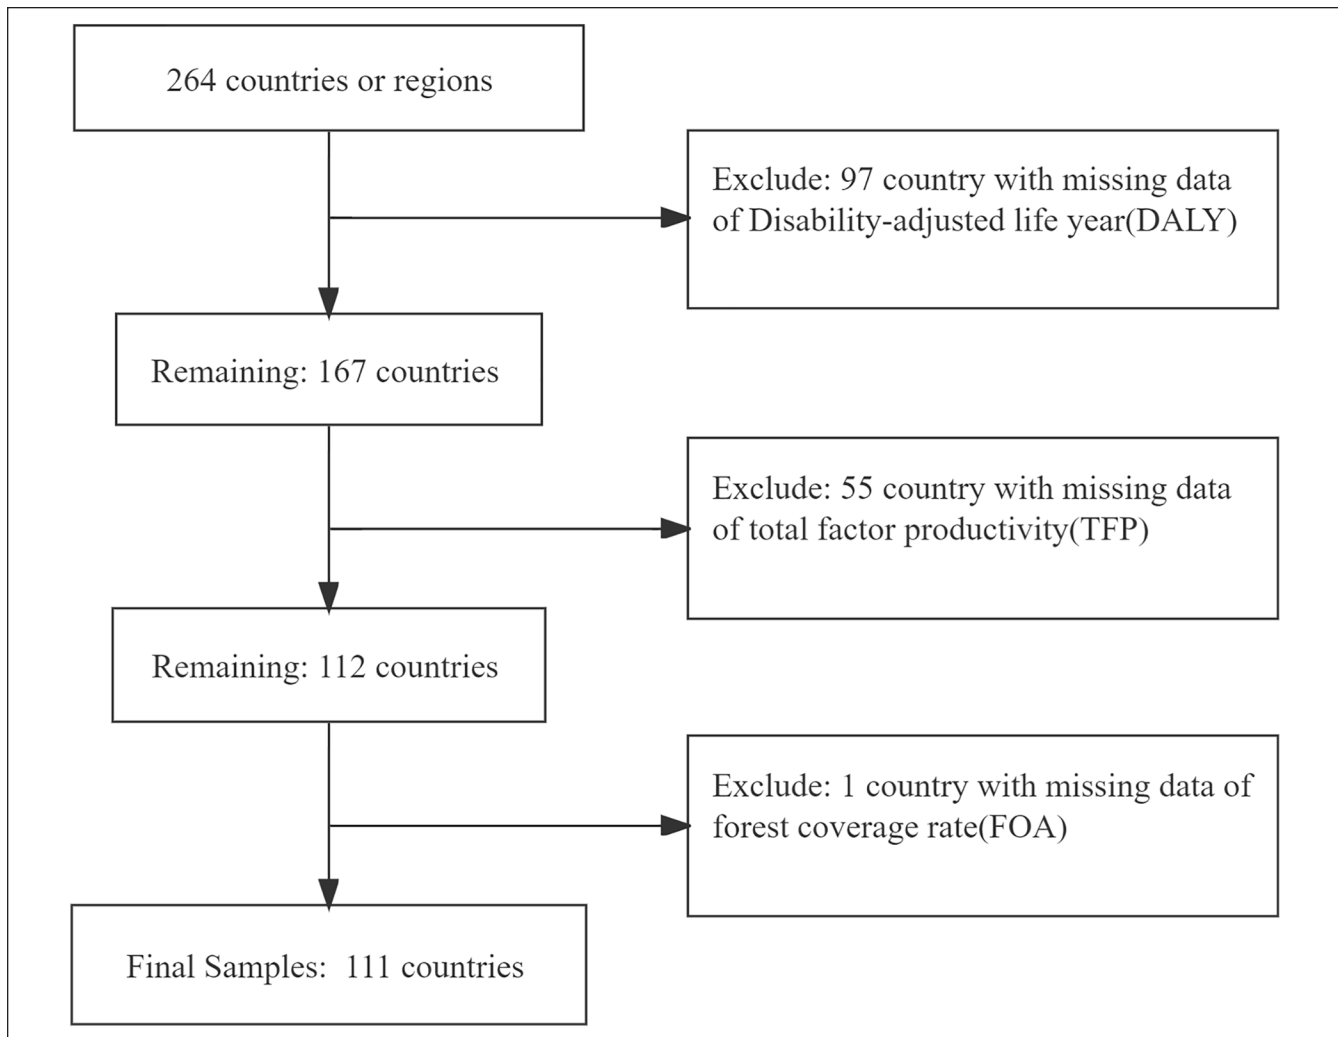 264 countries or regions
Exclude: 97 country with missing data
of Disability-adjusted life year(DALY)
Remaining: 167 countries
Exclude: 55 country with missing data
of total factor productivity(TFP)
Remaining: 112 countries
Exclude: 1 country with missing data of
forest coverage rate(FOA)
Final Samples:  111 countries